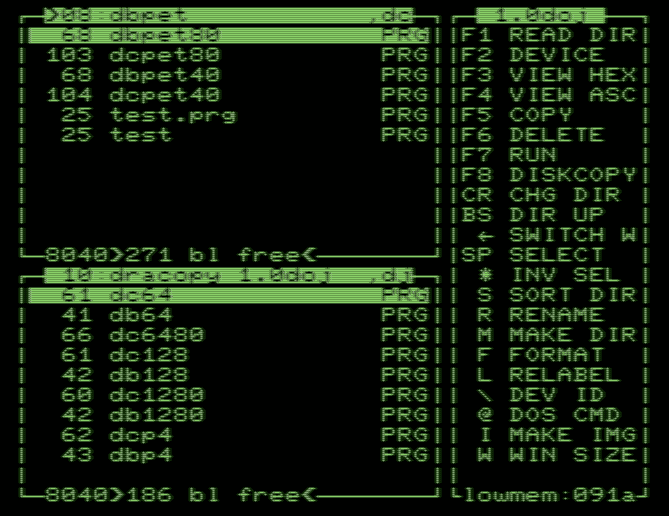 >08:dbpet ,dc
68 dbpet80 PRG
103 dcpet80 PRG
68 dbpet40 PRG
104 dcpet40 PRG
25 test.prg PRG
25 test PRG
8040>271 bl free<
10:dracopy 1.0doj ,dj
61 dc64 PRG
41 db64 PRG
66 dc6480 PRG
61 dc128 PRG
42 db128 PRG
60 dc1280 PRG
42 db1280 PRG
62 dcp4 PRG
43 dbp4 PRG
8040>186 bl free<
1.0doj
F1 READ DIR
F2 DEVICE
F3 VIEW HEX
F4 VIEW ASC
F5 COPY
F6 DELETE
F7 RUN
F8 DISKCOPY
CR CHG DIR
BS DIR UP
← SWITCH W
SP SELECT
* INV SEL
S SORT DIR
R RENAME
M MAKE DIR
F FORMAT
L RELABEL
\ DEV ID
@ DOS CMD
I MAKE IMG
W WIN SIZE
lowmem:091a